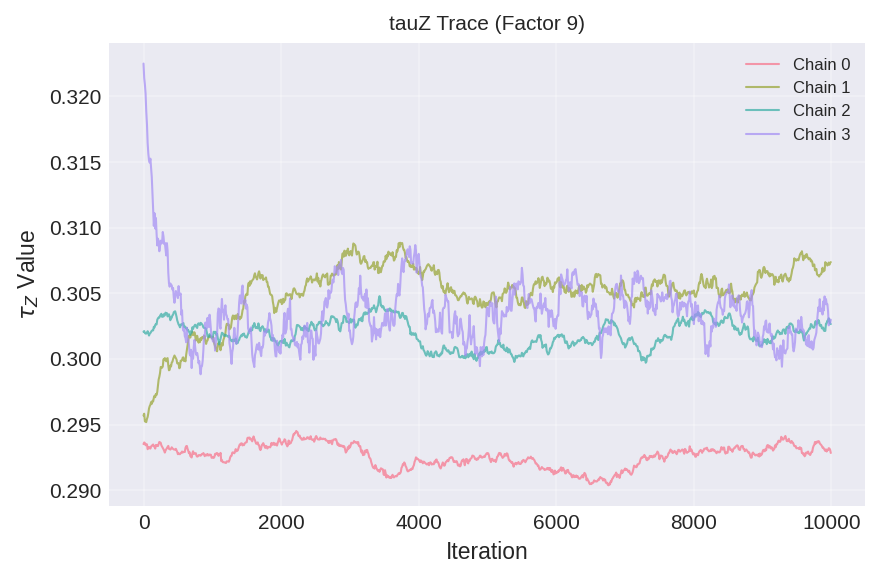 tauZ Trace (Factor 9)
Chain 0
Chain 1
Chain 2
Chain 3
0.320
0.315
0.310
0.305
0.300
0.295
0.290
τ_Z Value
0 2000 4000 6000 8000 10000
Iteration